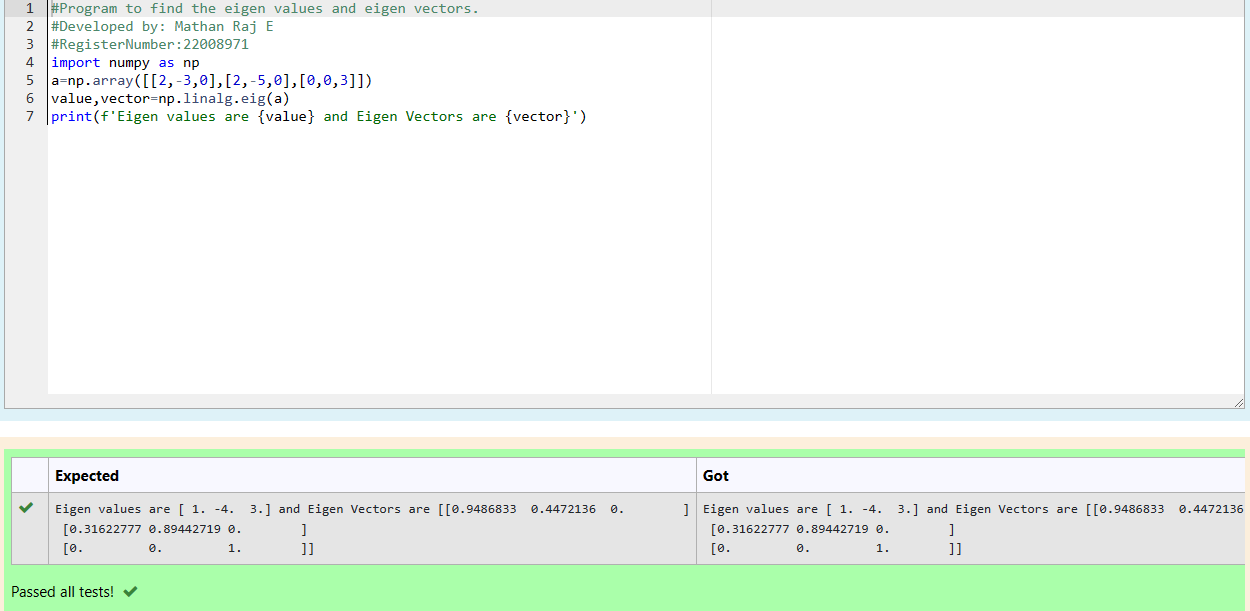 1 #Program to find the eigen values and eigen vectors.
2 #Developed by: Mathan Raj E
3 #RegisterNumber:22008971
4 import numpy as np
5 a=np.array([[2,-3,0],[2,-5,0],[0,0,3]])
6 value,vector=np.linalg.eig(a)
7 print(f'Eigen values are {value} and Eigen Vectors are {vector}')
Expected Got
Eigen values are [ 1. -4.  3.] and Eigen Vectors are [[0.9486833  0.4472136  0.        ] Eigen values are [ 1. -4.  3.] and Eigen Vectors are [[0.9486833  0.4472136
[0.31622777 0.89442719 0.        ] [0.31622777 0.89442719 0.        ]
[0.         0.         1.        ]] [0.         0.         1.        ]]
Passed all tests!